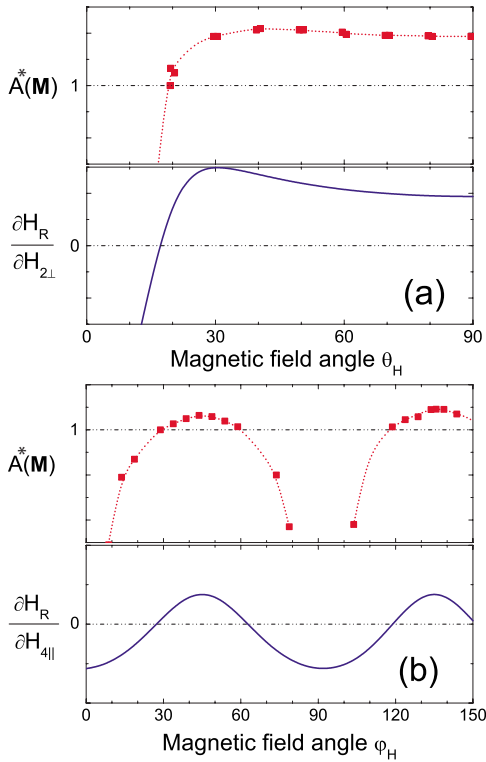 A*(M)
1
∂H_R
∂H_2⊥
0
(a)
0 30 60 90
Magnetic field angle θ_H
A*(M)
1
∂H_R
∂H_4||
0
(b)
0 30 60 90 120 150
Magnetic field angle φ_H